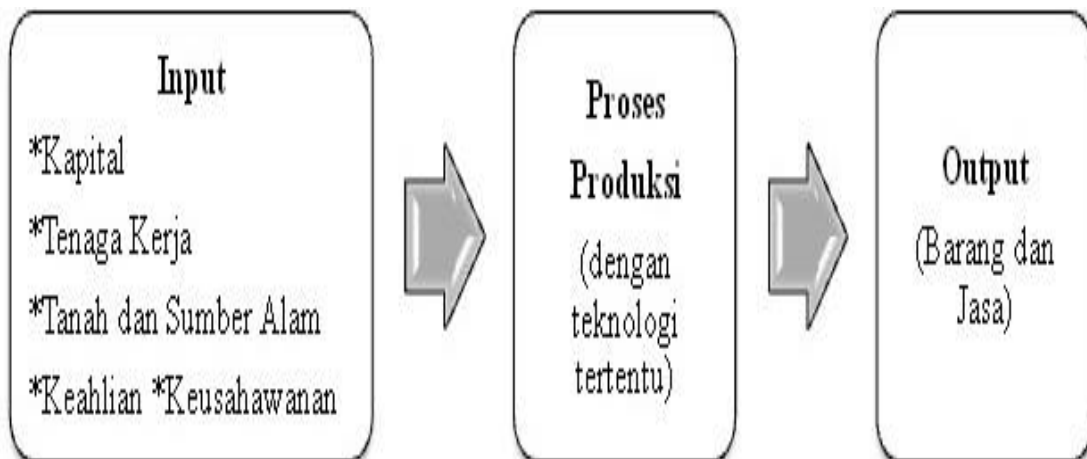 Input
*Kapital
*Tenaga Kerja
*Tanah dan Sumber Alam
*Keahlian *Keusahawanan
Proses
Produksi
(dengan
teknologi
tertentu)
Output
(Barang dan
Jasa)